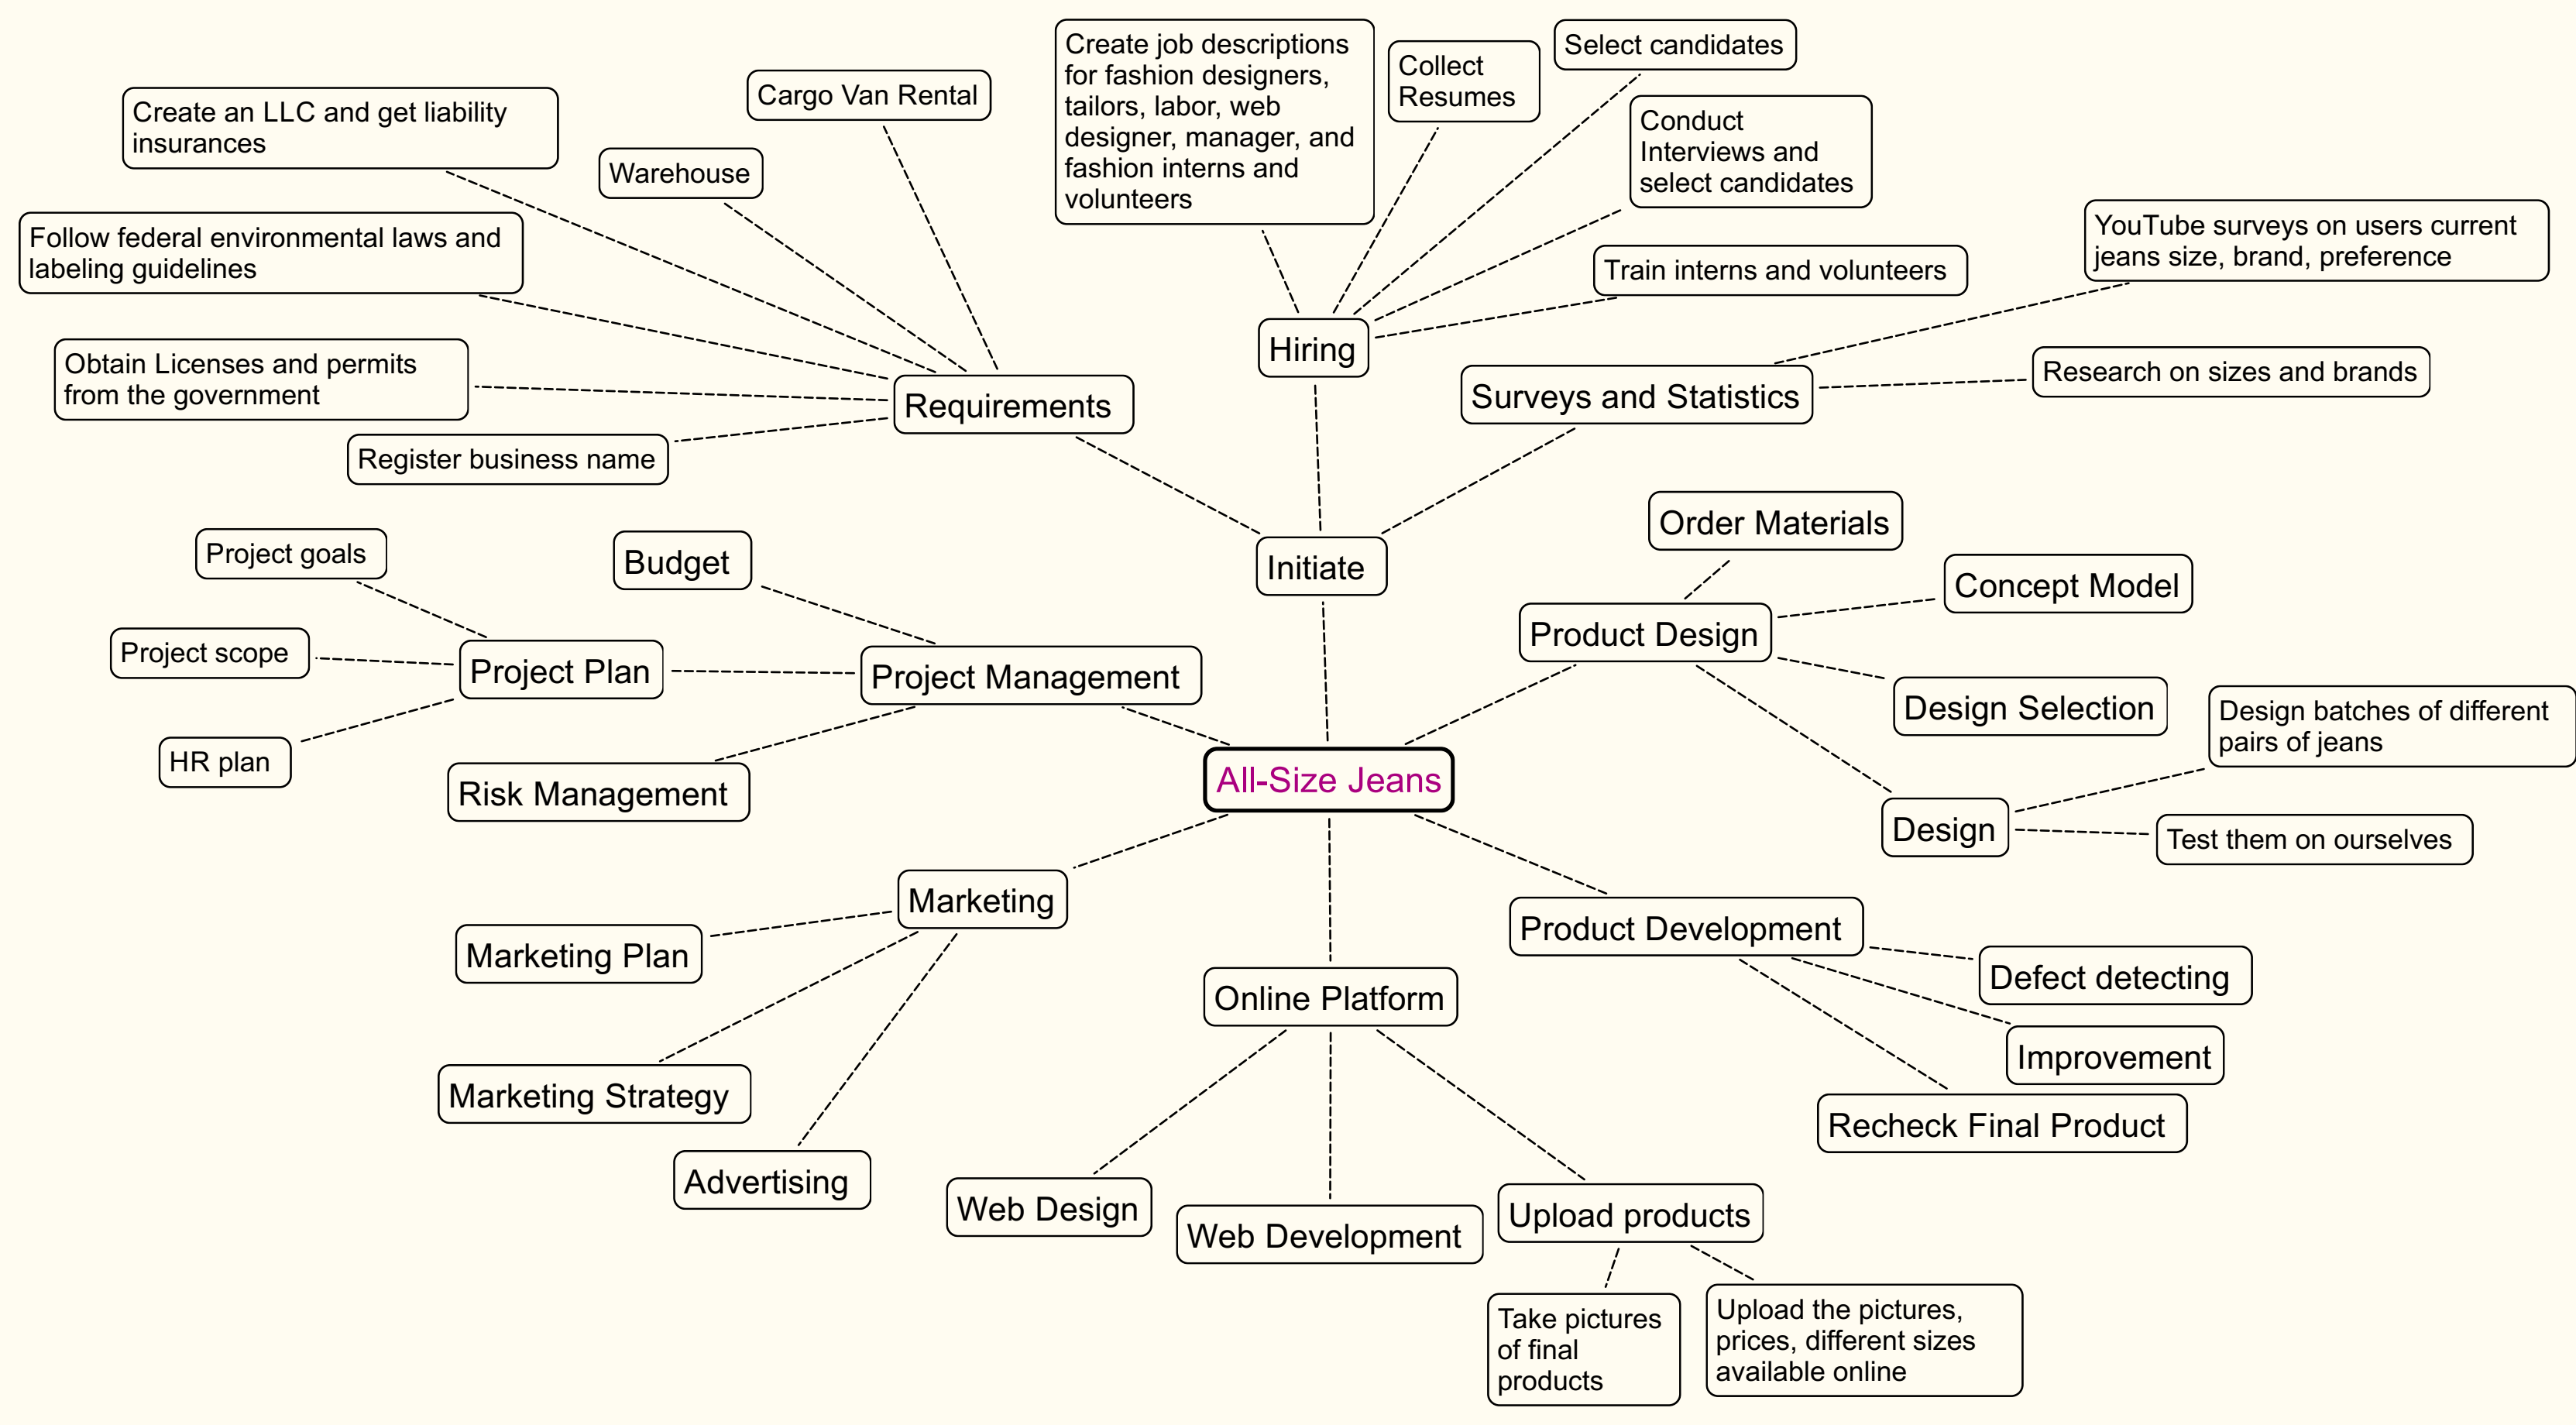 Create job descriptions
for fashion designers,
tailors, labor, web
designer, manager, and
fashion interns and
volunteers
Collect
Resumes
Select candidates
Conduct
Interviews and
select candidates
Train interns and volunteers
Hiring
Cargo Van Rental
Warehouse
Create an LLC and get liability
insurances
Follow federal environmental laws and
labeling guidelines
Obtain Licenses and permits
from the government
Register business name
Requirements
YouTube surveys on users current
jeans size, brand, preference
Research on sizes and brands
Surveys and Statistics
Initiate
Project goals
Project scope
HR plan
Project Plan
Budget
Project Management
Risk Management
Order Materials
Concept Model
Product Design
Design Selection
Design batches of different
pairs of jeans
Design
Test them on ourselves
All-Size Jeans
Marketing
Marketing Plan
Marketing Strategy
Advertising
Online Platform
Web Design
Web Development
Upload products
Take pictures
of final
products
Upload the pictures,
prices, different sizes
available online
Product Development
Defect detecting
Improvement
Recheck Final Product